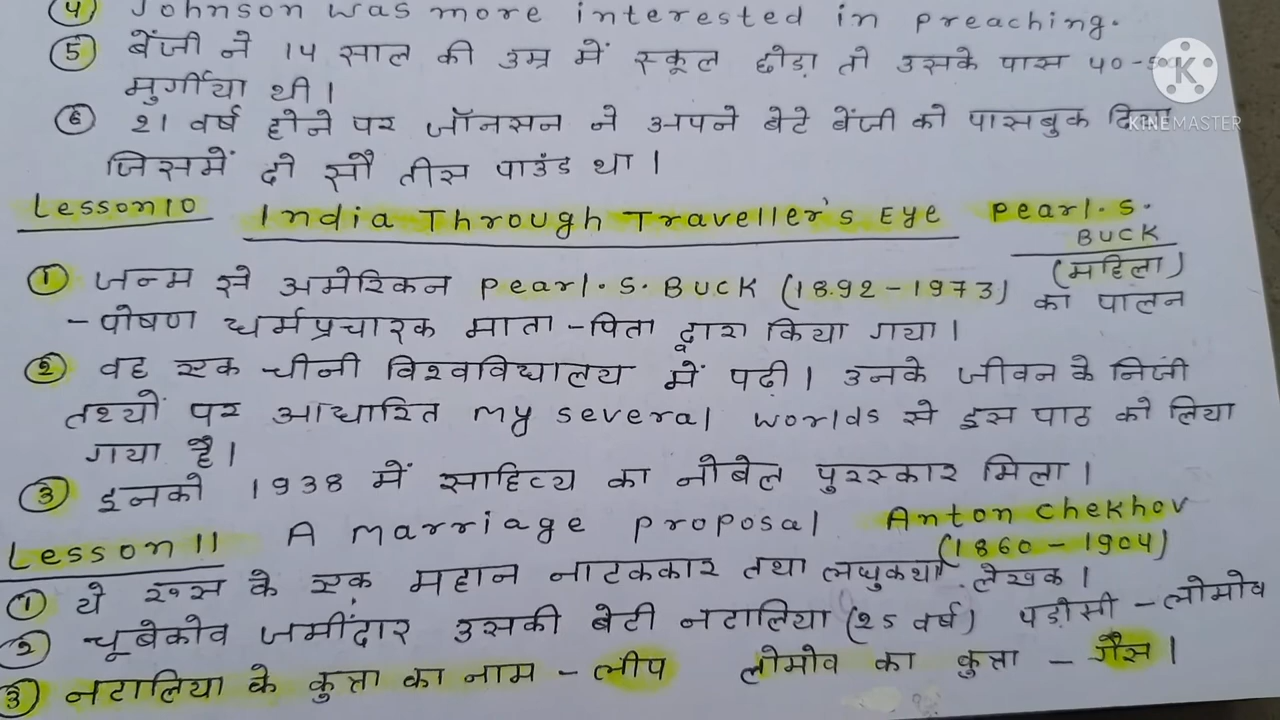 4) Johnson was more interested in preaching.
5) बेंजी ने 14 साल की उम्र में स्कूल छोड़ा तो उसके पास 40-50
मुर्गीया थी।
6) 21 वर्ष होने पर जॉनसन ने अपने बेटे बेंजी को पासबुक दिया
जिसमें दो सौ तीस पाउंड था।
Lesson 10 India Through Traveller's Eye Pearl. S.
BUCK
(महिला)
1) जन्म से अमेरिकन Pearl. S. BUCK (1892-1973) का पालन
-पोषण धर्मप्रचारक माता-पिता द्वारा किया गया।
2) वह एक चीनी विश्वविद्यालय में पढ़ी। उनके जीवन के निजी
तथ्यों पर आधारित my several worlds से इस पाठ को लिया
गया है।
3) इनको 1938 में साहित्य का नोबेल पुरस्कार मिला।
Lesson 11 A marriage proposal Anton Chekhov
(1860-1904)
1) ये रूस के एक महान नाटककार तथा लघुकथा लेखक।
2) चूबेकोव जमींदार उसकी बेटी नटालिया (25 वर्ष) पड़ोसी - लोमोव
3) नटालिया के कुत्ता का नाम - लीप लोमोव का कुत्ता - गैस।
KINEMASTER